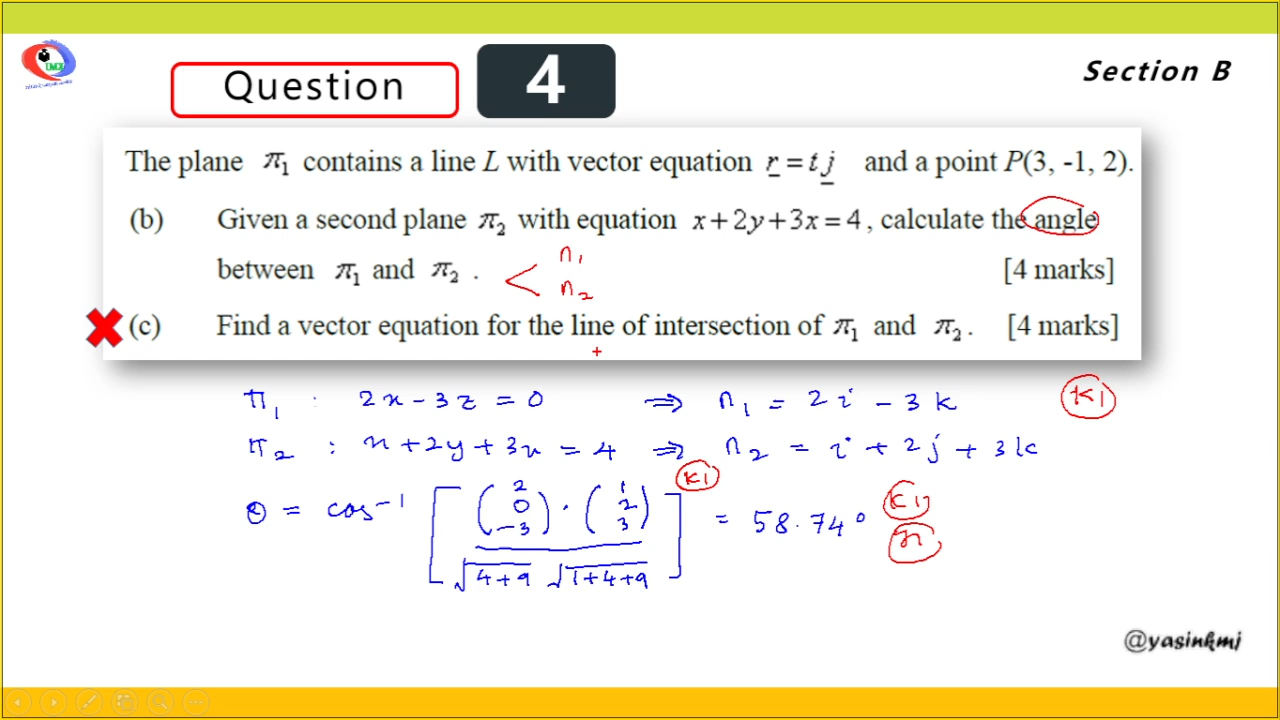 Section B
Question 4
The plane π₁ contains a line L with vector equation r = t j and a point P(3, -1, 2).
(b) Given a second plane π₂ with equation x+2y+3x=4, calculate the angle
between π₁ and π₂ . [4 marks]
n₁
n₂
(c) Find a vector equation for the line of intersection of π₁ and π₂. [4 marks]
π₁ : 2x - 3z = 0 ⇒ n₁ = 2i - 3k K1
π₂ : x + 2y + 3x = 4 ⇒ n₂ = i + 2j + 3k
θ = cos⁻¹ [ (2 0 -3) · (1 2 3) / √4+9 √1+4+9 ] K1 = 58.74° K1
@yasinkmj